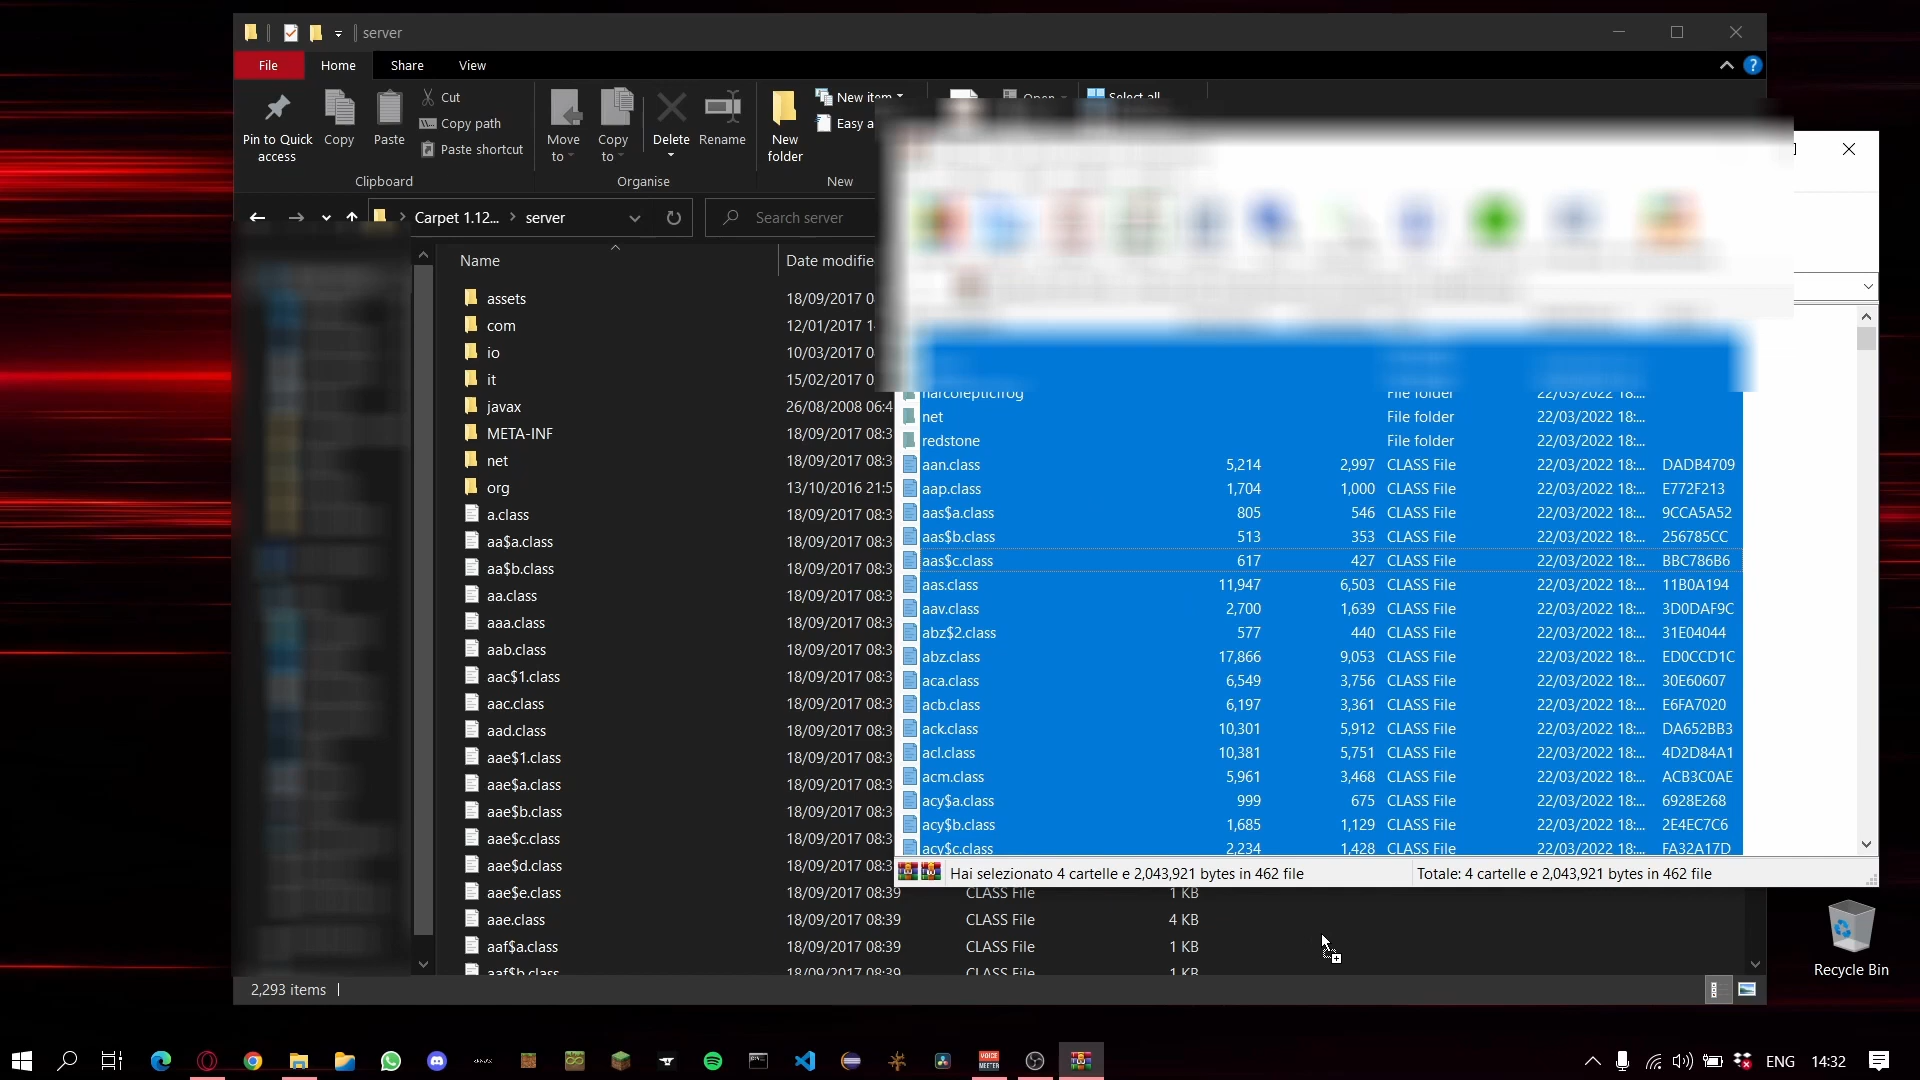 server
File Home Share View
Pin to Quick access
Copy
Paste
Cut
Copy path
Paste shortcut
Move to
Copy to
Delete
Rename
New folder
New item
Easy a
Open
Select all
Clipboard Organise New
Carpet 1.12... server
Search server
Name Date modifie
assets 18/09/2017 0
com 12/01/2017 1
io 10/03/2017 0
it 15/02/2017 0
javax 26/08/2008 06:4
META-INF 18/09/2017 08:3
net 18/09/2017 08:3
org 13/10/2016 21:5
a.class 18/09/2017 08:3
aa$a.class 18/09/2017 08:3
aa$b.class 18/09/2017 08:3
aa.class 18/09/2017 08:3
aaa.class 18/09/2017 08:3
aab.class 18/09/2017 08:3
aac$1.class 18/09/2017 08:3
aac.class 18/09/2017 08:3
aad.class 18/09/2017 08:3
aae$1.class 18/09/2017 08:3
aae$a.class 18/09/2017 08:3
aae$b.class 18/09/2017 08:3
aae$c.class 18/09/2017 08:3
aae$d.class 18/09/2017 08:3
aae$e.class 18/09/2017 08:39 CLASS File 1 KB
aae.class 18/09/2017 08:39 CLASS File 4 KB
aaf$a.class 18/09/2017 08:39 CLASS File 1 KB
aaf$b.class 18/09/2017 08:39 CLASS File 1 KB
2,293 items
narcolepticfrog File folder 22/03/2022 18:...
net File folder 22/03/2022 18:...
redstone File folder 22/03/2022 18:...
aan.class 5,214 2,997 CLASS File 22/03/2022 18:... DADB4709
aap.class 1,704 1,000 CLASS File 22/03/2022 18:... E772F213
aas$a.class 805 546 CLASS File 22/03/2022 18:... 9CCA5A52
aas$b.class 513 353 CLASS File 22/03/2022 18:... 256785CC
aas$c.class 617 427 CLASS File 22/03/2022 18:... BBC786B6
aas.class 11,947 6,503 CLASS File 22/03/2022 18:... 11B0A194
aav.class 2,700 1,639 CLASS File 22/03/2022 18:... 3D0DAF9C
abz$2.class 577 440 CLASS File 22/03/2022 18:... 31E04044
abz.class 17,866 9,053 CLASS File 22/03/2022 18:... ED0CCD1C
aca.class 6,549 3,756 CLASS File 22/03/2022 18:... 30E60607
acb.class 6,197 3,361 CLASS File 22/03/2022 18:... E6FA7020
ack.class 10,301 5,912 CLASS File 22/03/2022 18:... DA652BB3
acl.class 10,381 5,751 CLASS File 22/03/2022 18:... 4D2D84A1
acm.class 5,961 3,468 CLASS File 22/03/2022 18:... ACB3C0AE
acy$a.class 999 675 CLASS File 22/03/2022 18:... 6928E268
acy$b.class 1,685 1,129 CLASS File 22/03/2022 18:... 2E4EC7C6
acy$c.class 2,234 1,428 CLASS File 22/03/2022 18:... FA32A17D
Hai selezionato 4 cartelle e 2,043,921 bytes in 462 file
Totale: 4 cartelle e 2,043,921 bytes in 462 file
Recycle Bin
VOICE MEETER
ENG 14:32